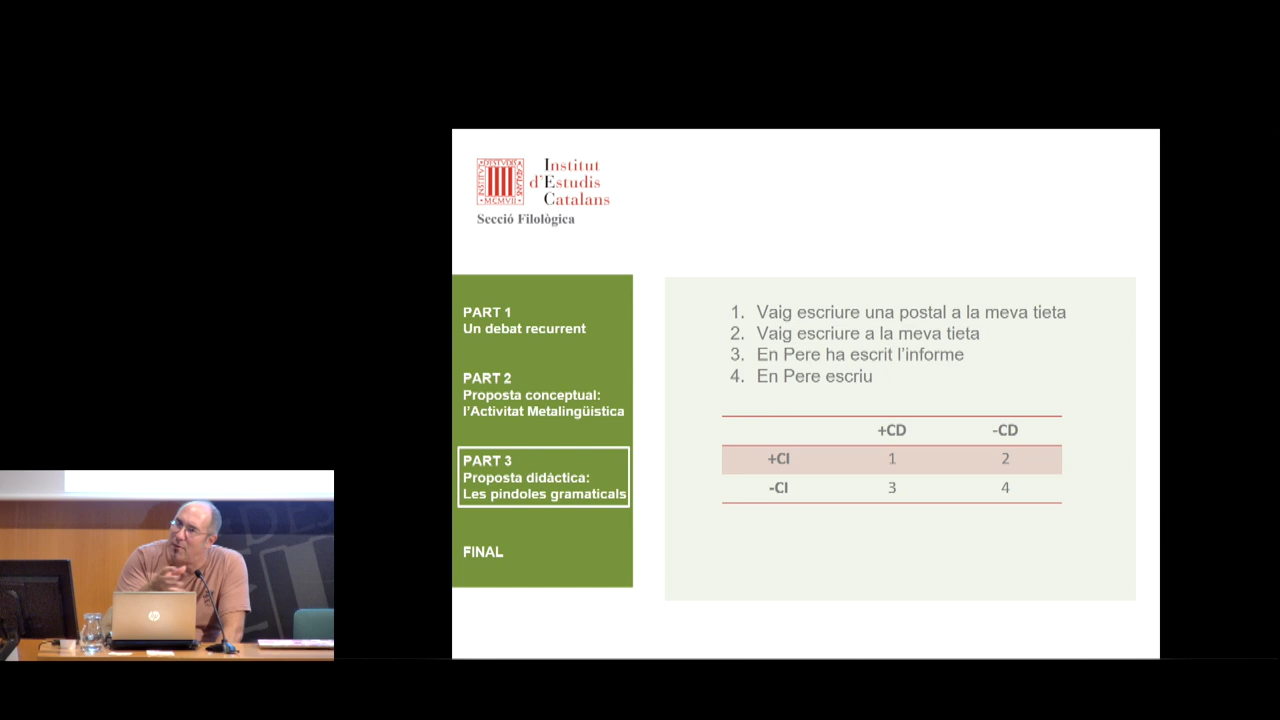 Institut
d'Estudis
Catalans
Secció Filològica
PART 1
Un debat recurrent
PART 2
Proposta conceptual:
l'Activitat Metalingüística
PART 3
Proposta didàctica:
Les píndoles gramaticals
FINAL
1. Vaig escriure una postal a la meva tieta
2. Vaig escriure a la meva tieta
3. En Pere ha escrit l'informe
4. En Pere escriu
+CD -CD
+CI 1 2
-CI 3 4
hp